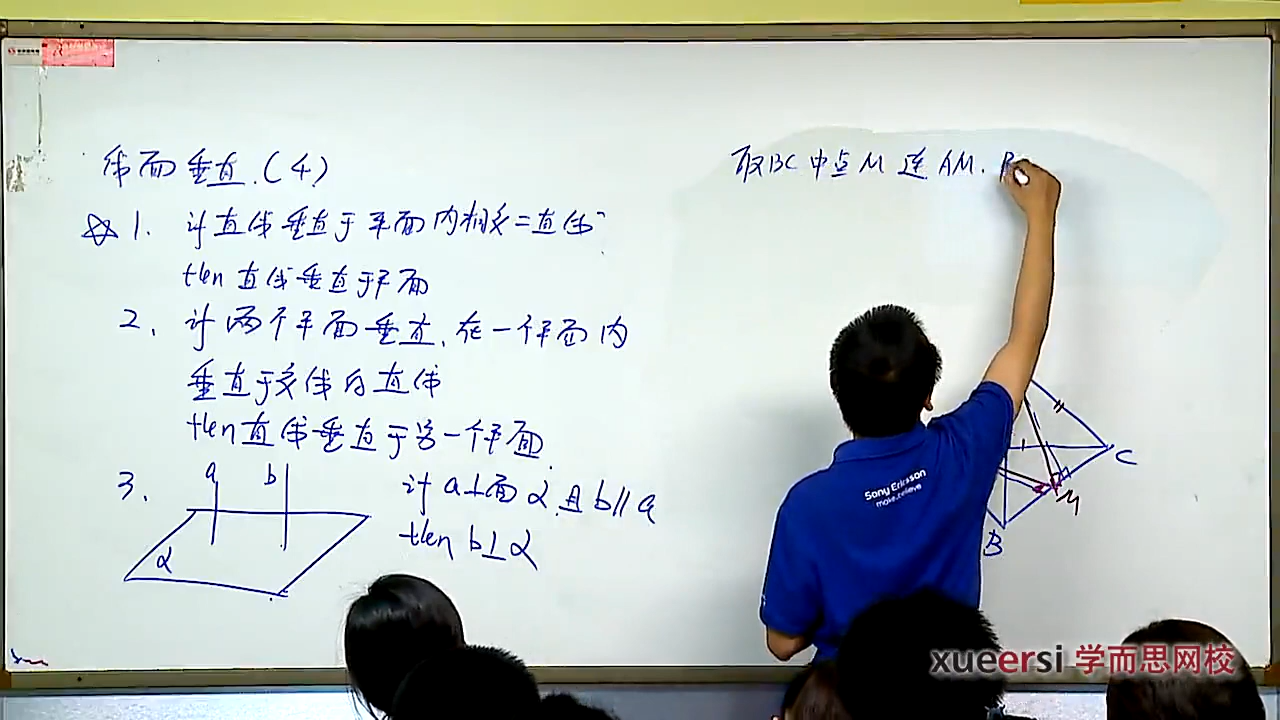 线面垂直.(4)
☆ 1. if 直线垂直于平面内相交二直线
then 直线垂直于平面
2. if 两个平面垂直.在一个平面内
垂直于交线的直线
then 直线垂直于另一个平面.
3. if a⊥面α.且b∥a
then b⊥α
a b
α
取BC中点M 连AM.
C
M
B
Sony Ericsson
make.believe
xueersi 学而思网校